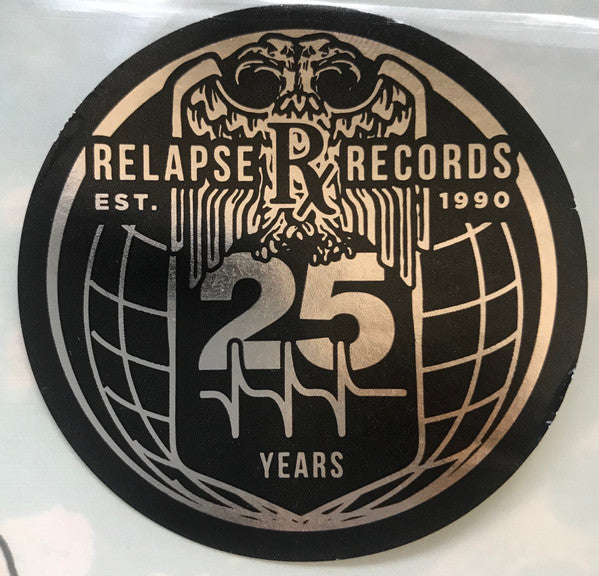 RELAPSE Rx RECORDS
EST. 1990
25
YEARS